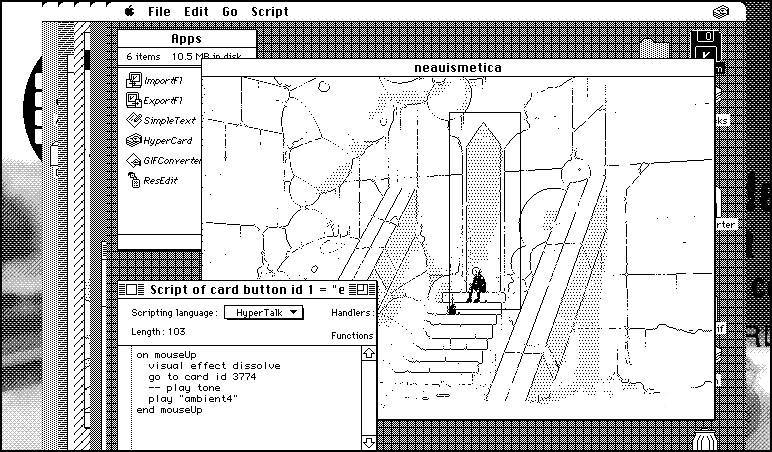 File Edit Go Script
Apps
6 items 10.5 MB in disk
neauismetica
ImportFl
ExportFl
SimpleText
HyperCard
GIFConverter
ResEdit
Script of card button id 1 = "e
Scripting language: HyperTalk Handlers:
Length: 103
Functions
on mouseUp
visual effect dissolve
go to card id 3774
-- play tone
play "ambient4"
end mouseUp